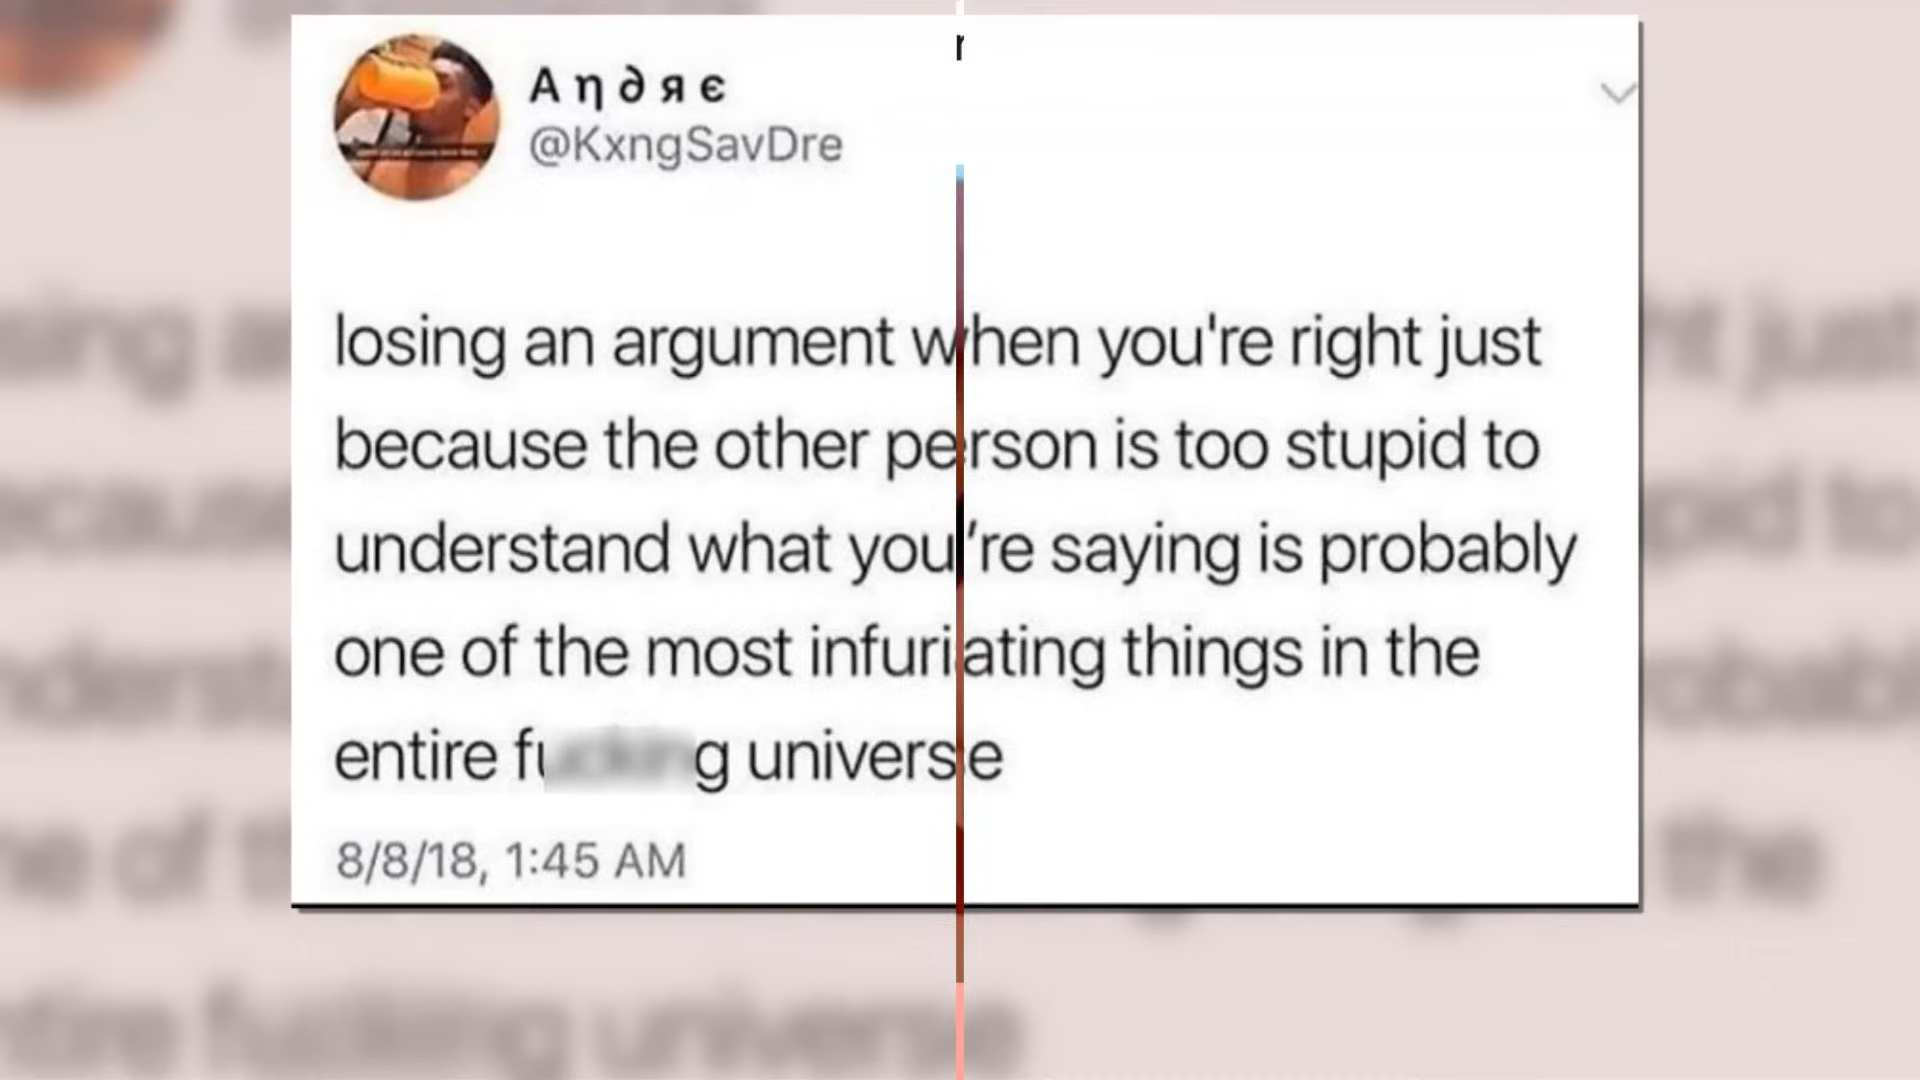 A η ∂ я є
@KxngSavDre
losing an argument when you're right just
because the other person is too stupid to
understand what you're saying is probably
one of the most infuriating things in the
entire fucking universe
8/8/18, 1:45 AM